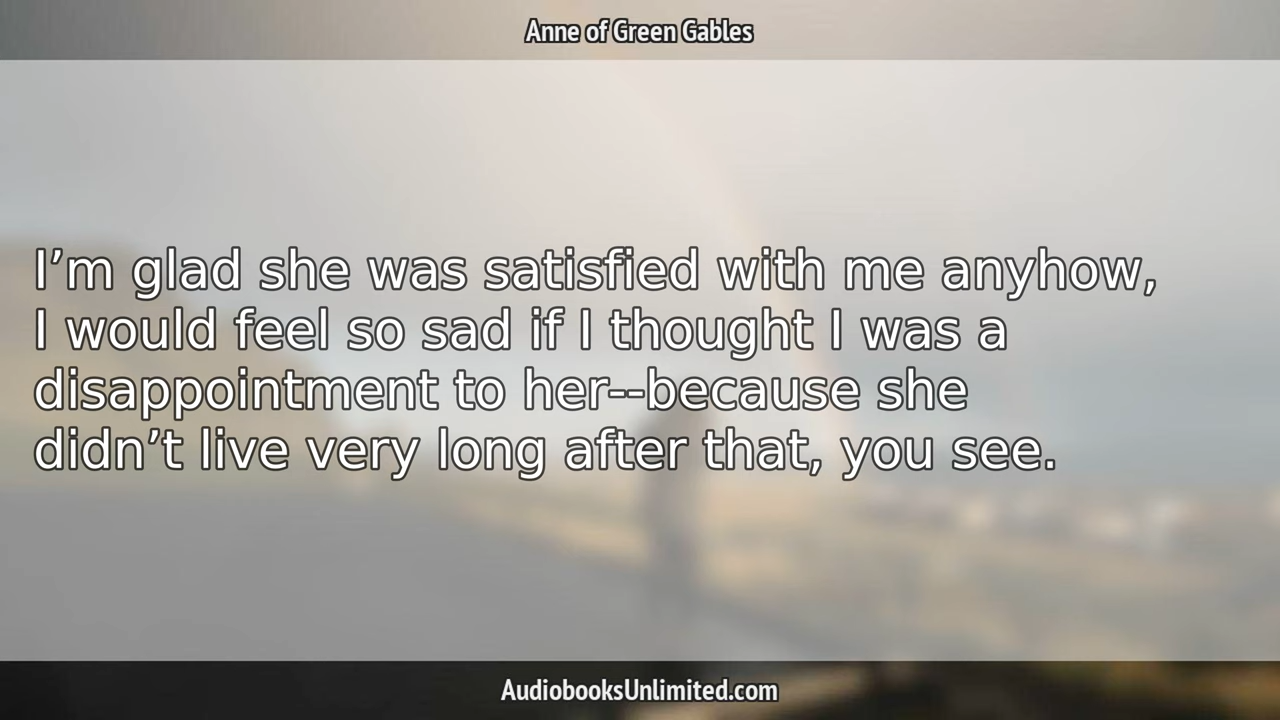 Anne of Green Gables
I’m glad she was satisfied with me anyhow,
I would feel so sad if I thought I was a
disappointment to her--because she
didn’t live very long after that, you see.
AudiobooksUnlimited.com